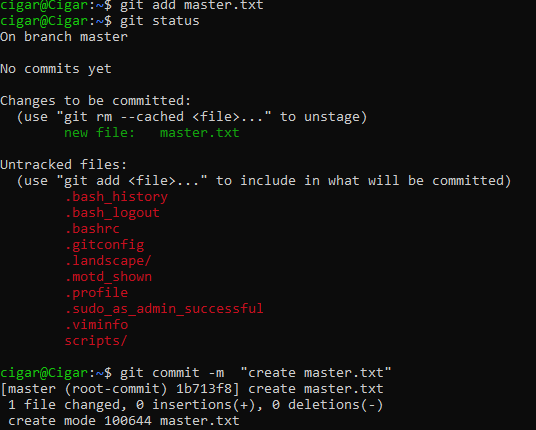 cigar@Cigar:~$ git add master.txt
cigar@Cigar:~$ git status
On branch master
No commits yet
Changes to be committed:
(use "git rm --cached <file>..." to unstage)
new file:   master.txt
Untracked files:
(use "git add <file>..." to include in what will be committed)
.bash_history
.bash_logout
.bashrc
.gitconfig
.landscape/
.motd_shown
.profile
.sudo_as_admin_successful
.viminfo
scripts/
cigar@Cigar:~$ git commit -m  "create master.txt"
[master (root-commit) 1b713f8] create master.txt
1 file changed, 0 insertions(+), 0 deletions(-)
create mode 100644 master.txt